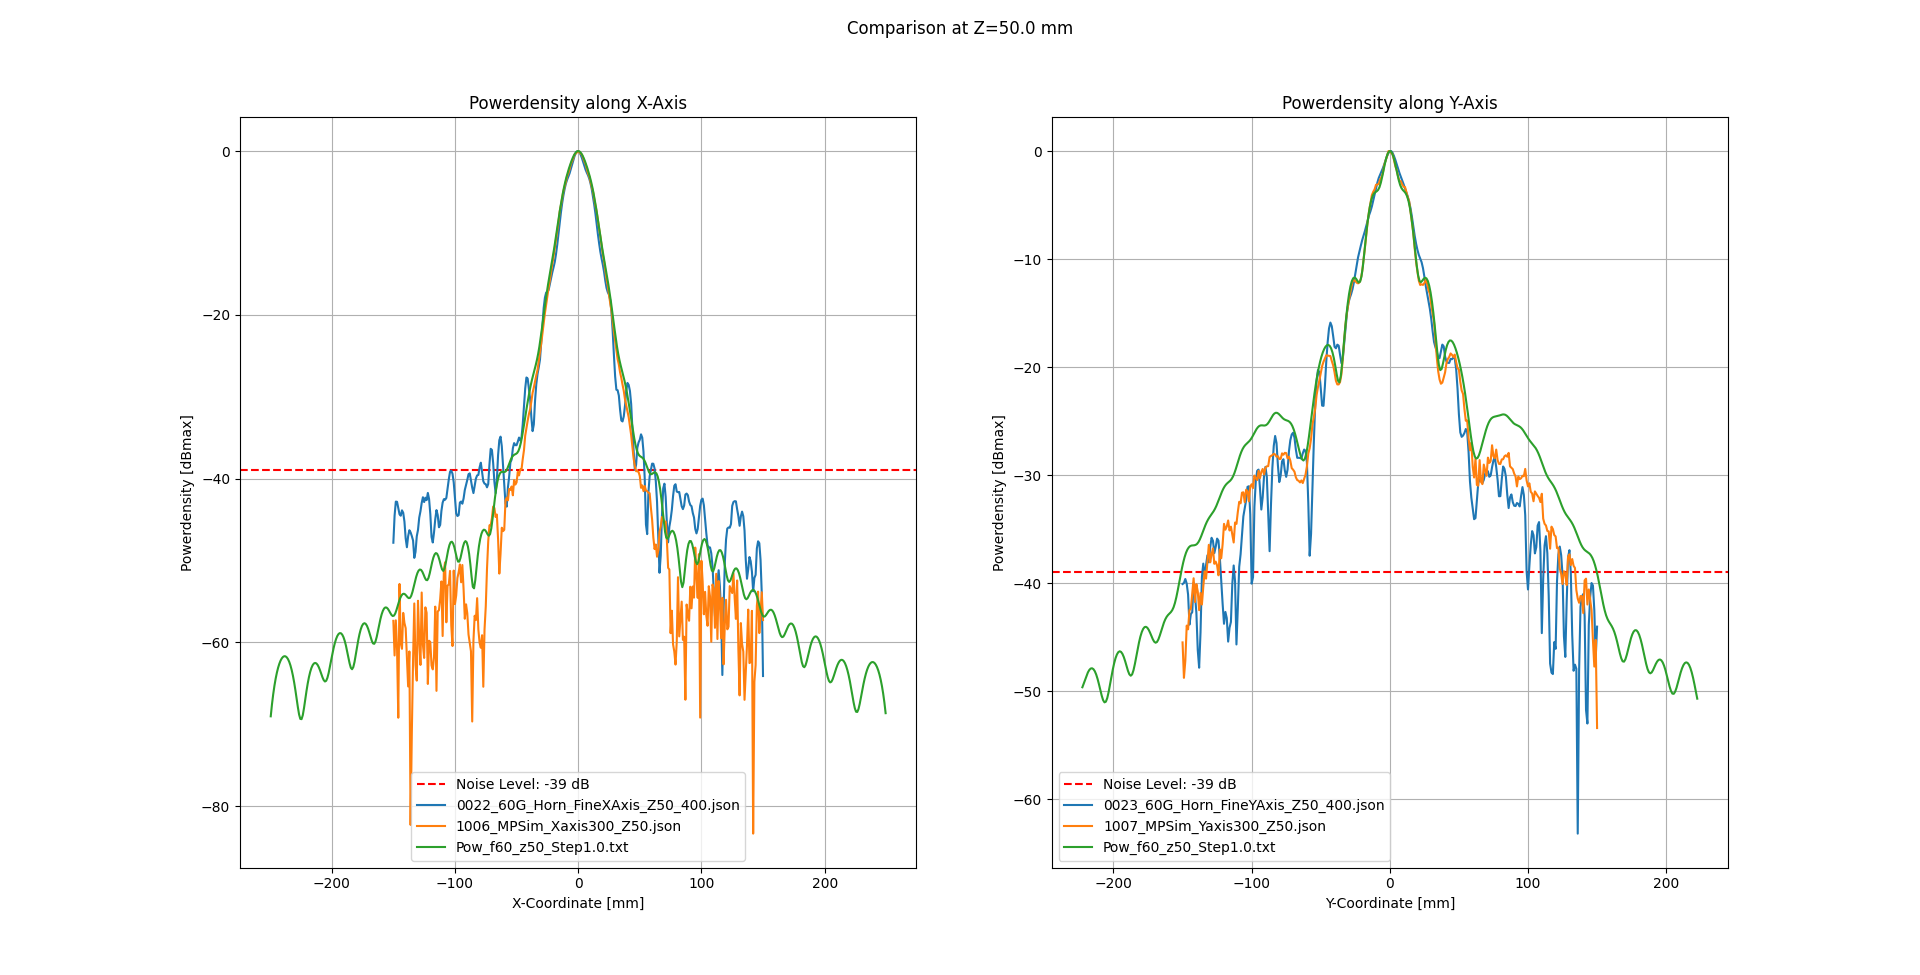 Comparison at Z=50.0 mm
Powerdensity along X-Axis
Powerdensity [dBmax]
0
−20
−40
−60
−80
−200
−100
0
100
200
X-Coordinate [mm]
Noise Level: -39 dB
0022_60G_Horn_FineXAxis_Z50_400.json
1006_MPSim_Xaxis300_Z50.json
Pow_f60_z50_Step1.0.txt
Powerdensity along Y-Axis
Powerdensity [dBmax]
0
−10
−20
−30
−40
−50
−60
−200
−100
0
100
200
Y-Coordinate [mm]
Noise Level: -39 dB
0023_60G_Horn_FineYAxis_Z50_400.json
1007_MPSim_Yaxis300_Z50.json
Pow_f60_z50_Step1.0.txt